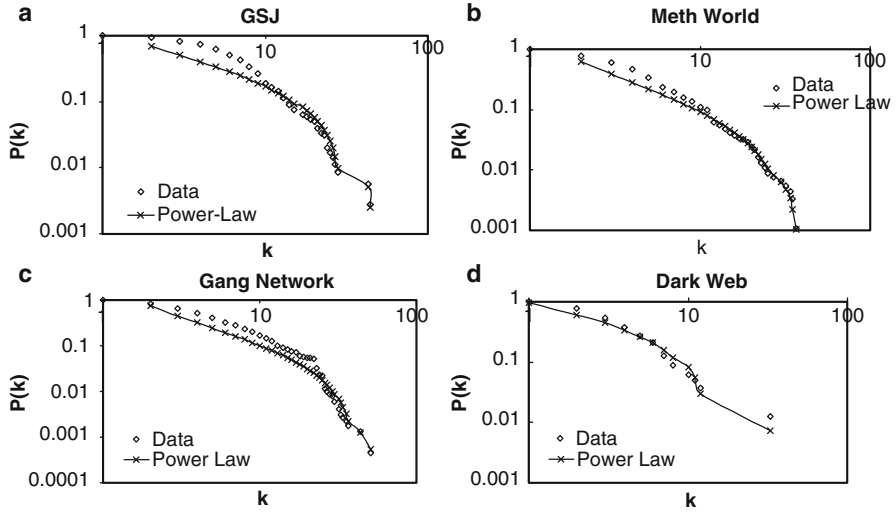 a
GSJ
1
10
100
0.1
0.01
0.001
P(k)
Data
Power-Law
k
b
Meth World
1
10
100
0.1
0.01
0.001
P(k)
Data
Power Law
k
c
Gang Network
1
10
100
0.1
0.01
0.001
0.0001
P(k)
Data
Power Law
k
d
Dark Web
1
10
100
0.1
0.01
0.001
P(k)
Data
Power Law
k